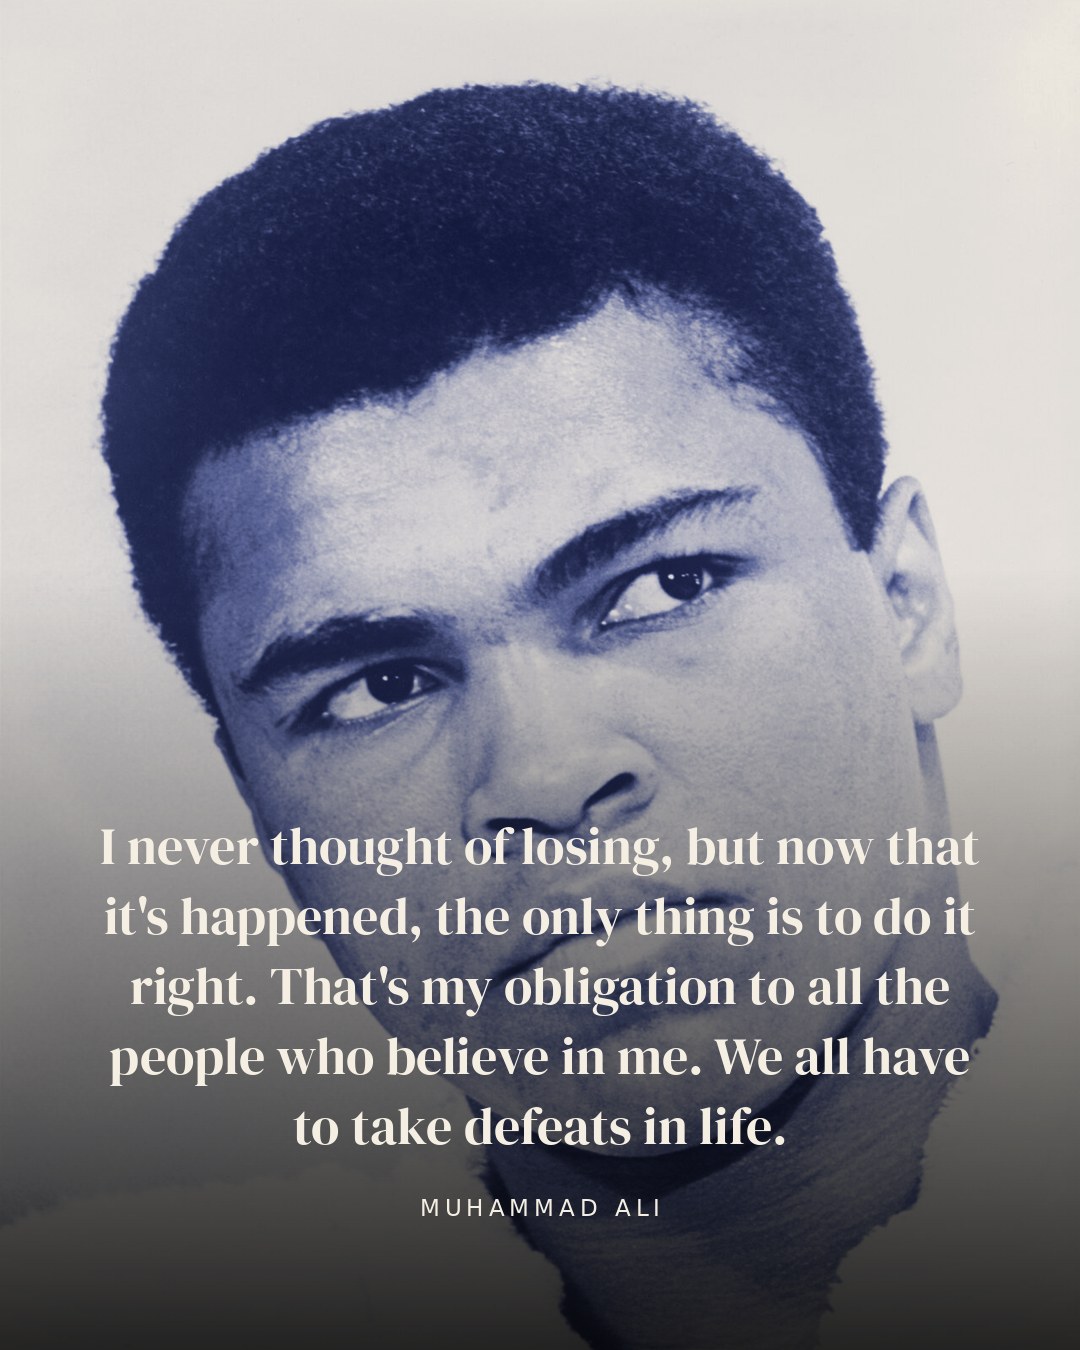 I never thought of losing, but now that
it's happened, the only thing is to do it
right. That's my obligation to all the
people who believe in me. We all have
to take defeats in life.
MUHAMMAD ALI